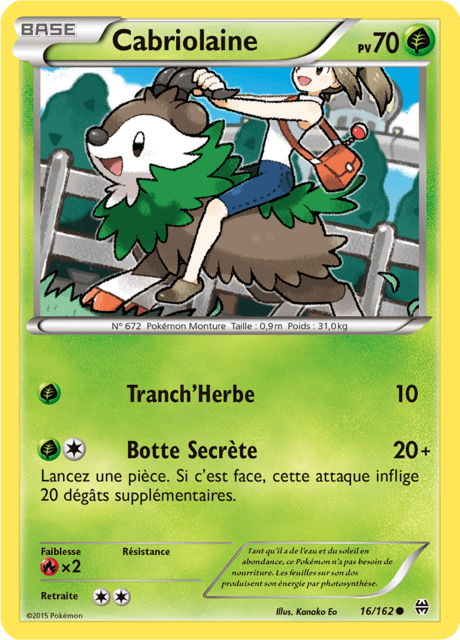 BASE
Cabriolaine
PV70
N° 672 Pokémon Monture Taille : 0,9m Poids : 31,0kg
Tranch'Herbe 10
Botte Secrète 20+
Lancez une pièce. Si c'est face, cette attaque inflige
20 dégâts supplémentaires.
Faiblesse Résistance
×2
Retraite
Tant qu'il a de l'eau et du soleil en
abondance, ce Pokémon n'a pas besoin de
nourriture. Les feuilles sur son dos
produisent son énergie par photosynthèse.
©2015 Pokémon Illus. Kanako Eo 16/162